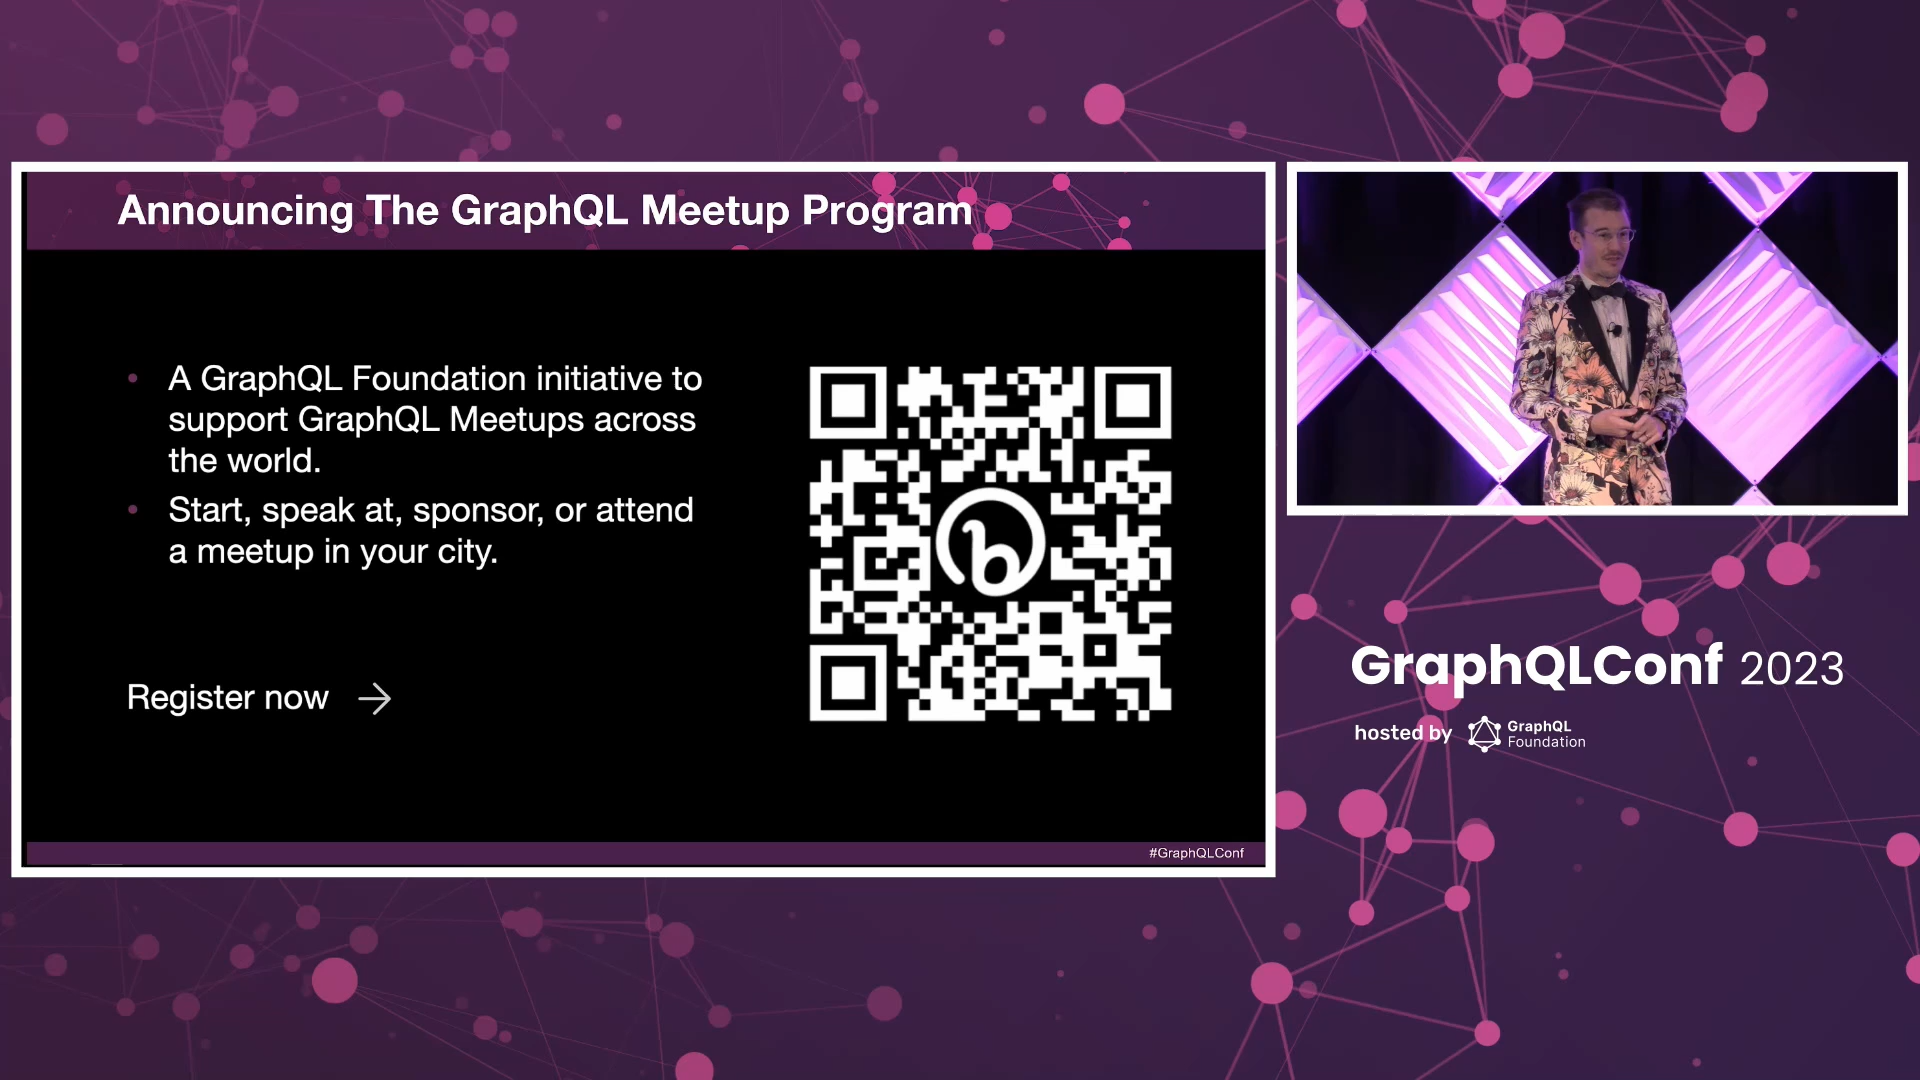 Announcing The GraphQL Meetup Program
• A GraphQL Foundation initiative to
support GraphQL Meetups across
the world.
• Start, speak at, sponsor, or attend
a meetup in your city.
Register now →
b
#GraphQLConf
GraphQLConf 2023
hosted by GraphQL
Foundation